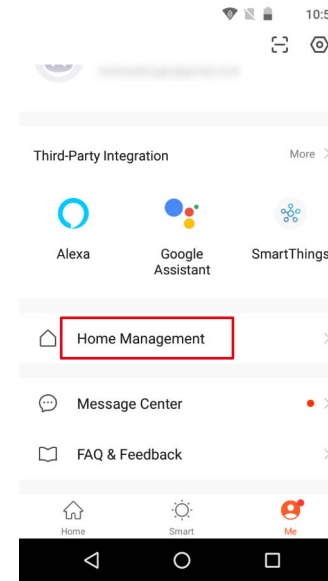 10:5
Third-Party Integration
More
Alexa
Google
Assistant
SmartThings
Home Management
Message Center
FAQ & Feedback
Home
Smart
Me